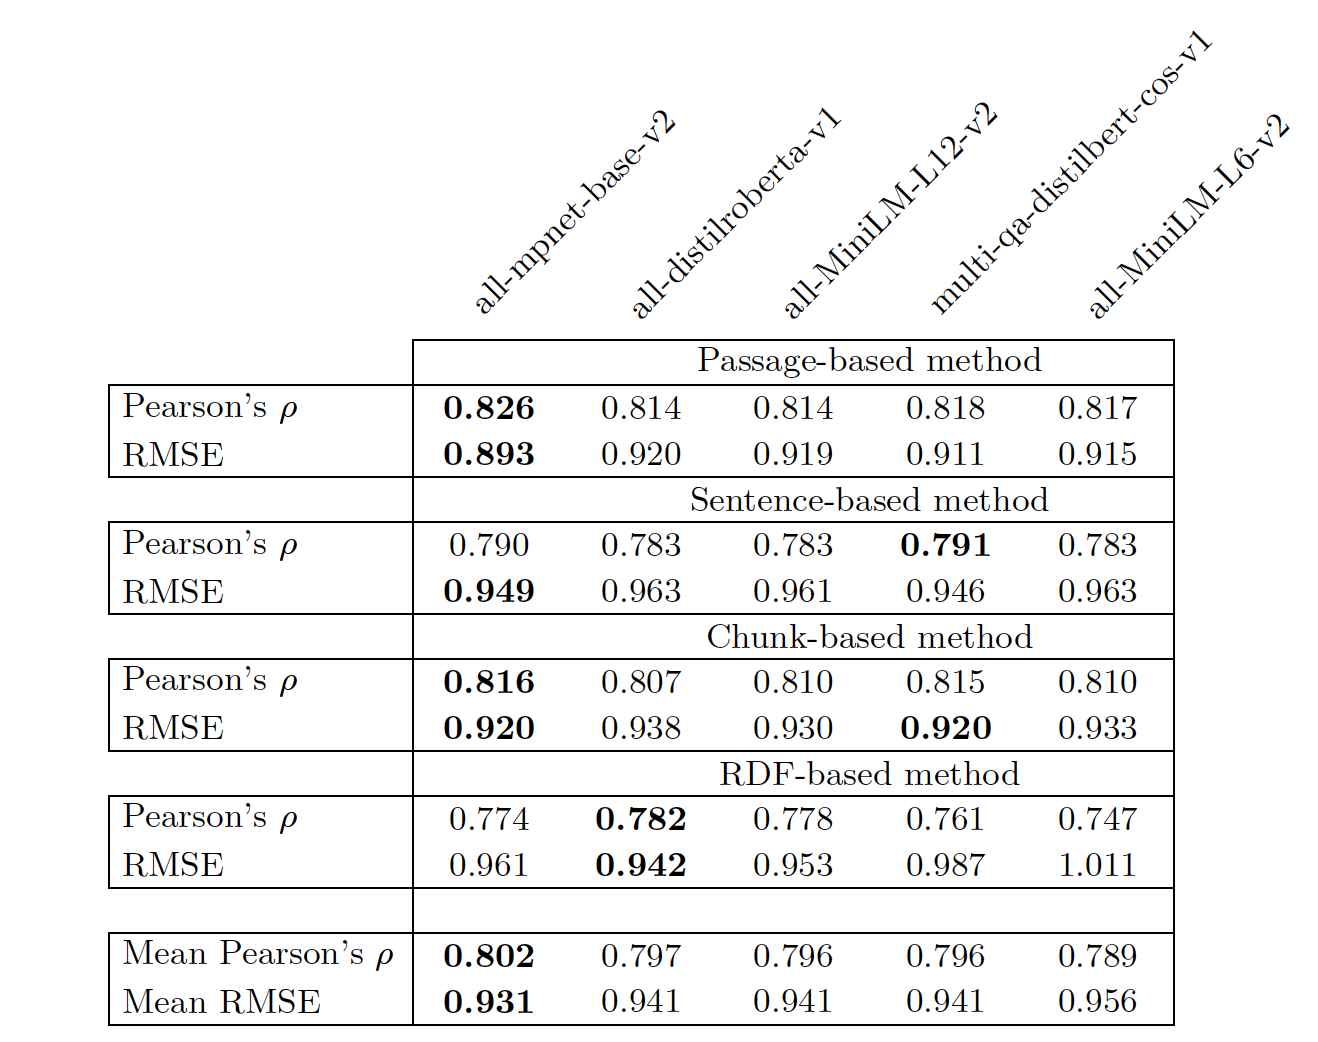 all-mpnet-base-v2 all-distilroberta-v1 all-MiniLM-L12-v2 multi-qa-distilbert-cos-v1 all-MiniLM-L6-v2
Passage-based method
Pearson's ρ 0.826 0.814 0.814 0.818 0.817
RMSE 0.893 0.920 0.919 0.911 0.915
Sentence-based method
Pearson's ρ 0.790 0.783 0.783 0.791 0.783
RMSE 0.949 0.963 0.961 0.946 0.963
Chunk-based method
Pearson's ρ 0.816 0.807 0.810 0.815 0.810
RMSE 0.920 0.938 0.930 0.920 0.933
RDF-based method
Pearson's ρ 0.774 0.782 0.778 0.761 0.747
RMSE 0.961 0.942 0.953 0.987 1.011
Mean Pearson's ρ 0.802 0.797 0.796 0.796 0.789
Mean RMSE 0.931 0.941 0.941 0.941 0.956